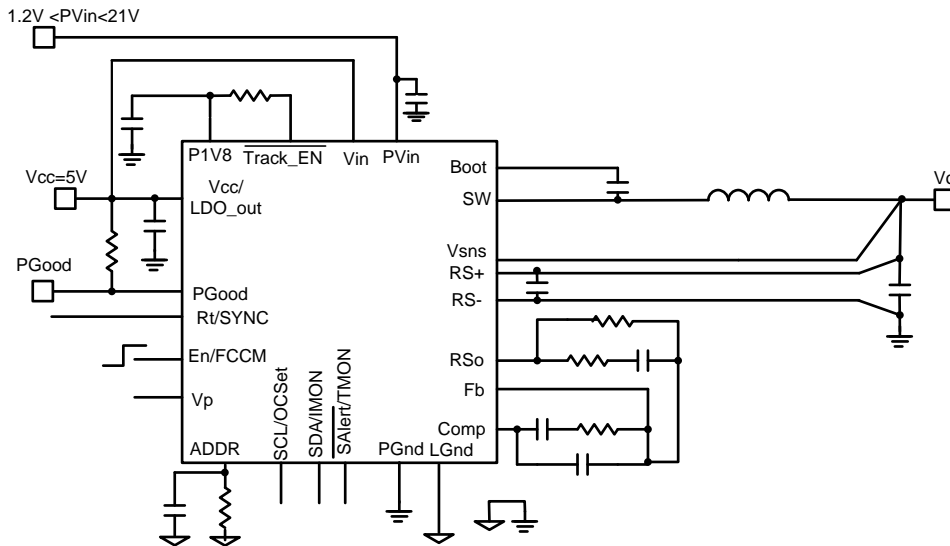 1.2V <PVin<21V
P1V8
Track_EN
Vin
PVin
Boot
Vcc=5V
Vcc/
LDO_out
SW
Vsns
PGood
RS+
PGood
RS-
Rt/SYNC
En/FCCM
RSo
Vp
Fb
SCL/OCSet
SDA/IMON
SAlert/TMON
Comp
ADDR
PGnd
LGnd